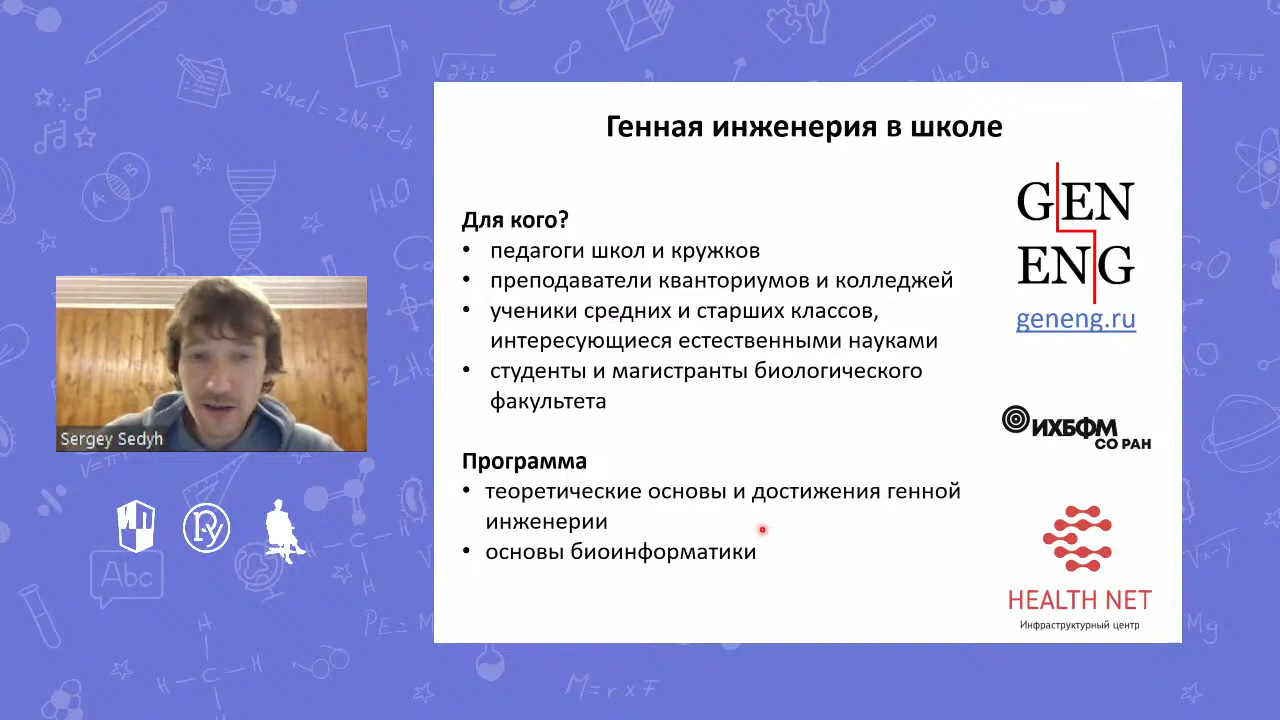 Генная инженерия в школе
Для кого?
• педагоги школ и кружков
• преподаватели кванториумов и колледжей
• ученики средних и старших классов,
интересующиеся естественными науками
• студенты и магистранты биологического
факультета
Программа
• теоретические основы и достижения генной
инженерии
• основы биоинформатики
GEN
ENG
geneng.ru
ИХБФМ
СО РАН
HEALTH NET
Инфраструктурный центр
Sergey Sedyh
Abc
H₂O
A
B